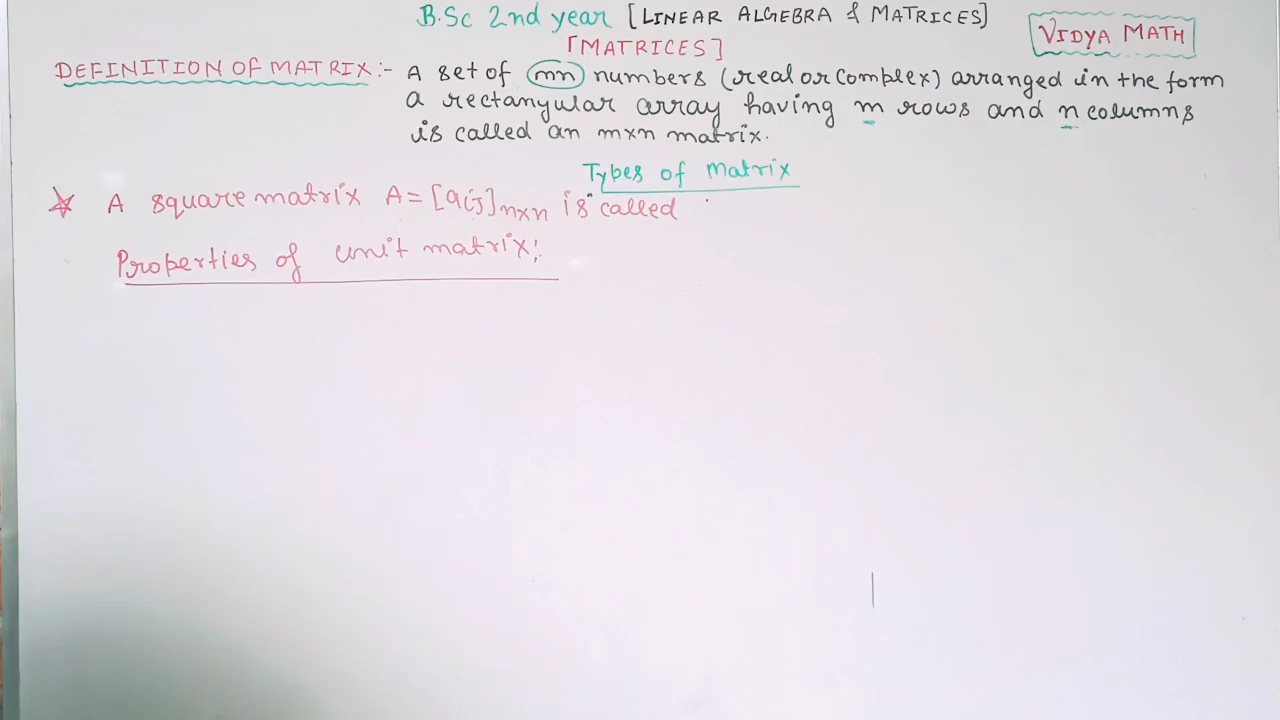 B.Sc 2nd year [LINEAR ALGEBRA & MATRICES]
VIDYA MATH
[MATRICES]
DEFINITION OF MATRIX:- A set of mn numbers (real or complex) arranged in the form
a rectangular array having m rows and n columns
is called an m×n matrix.
Types of Matrix
A square matrix A = [aij]n×n is called
Properties of unit matrix: